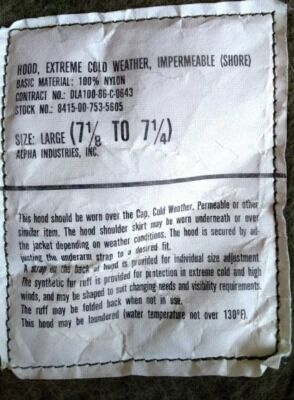 HOOD, EXTREME COLD WEATHER, IMPERMEABLE (SHORE)
BASIC MATERIAL: 100% NYLON
CONTRACT NO.: DLA100-86-C-0643
STOCK NO.: 8415-00-753-5605
SIZE: LARGE (7⅛ TO 7¼)
ALPHA INDUSTRIES, INC.
This hood should be worn over the Cap, Cold Weather, Permeable or other
similar item. The hood shoulder skirt may be worn underneath or over
the jacket depending on weather conditions. The hood is secured by ad-
justing the underarm strap to a desired fit.
A strap on the back of hood is provided for individual size adjustment
The synthetic fur ruff is provided for protection in extreme cold and high
winds, and may be shaped to suit changing needs and visibility requirements.
The ruff may be folded back when not in use.
This hood may be laundered (water temperature not over 130°F).